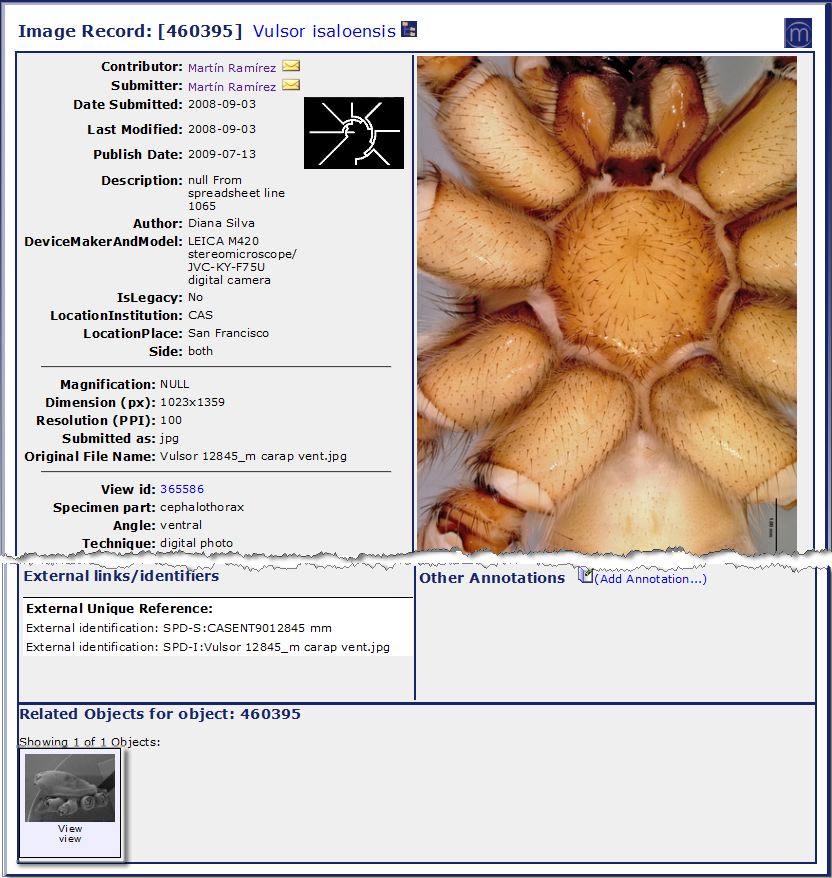 Image Record: [460395] Vulsor isaloensis
m
Contributor: Martín Ramírez
Submitter: Martín Ramírez
Date Submitted: 2008-09-03
Last Modified: 2008-09-03
Publish Date: 2009-07-13
Description: null From
spreadsheet line
1065
Author: Diana Silva
DeviceMakerAndModel: LEICA M420
stereomicroscope/
JVC-KY-F75U
digital camera
IsLegacy: No
LocationInstitution: CAS
LocationPlace: San Francisco
Side: both
Magnification: NULL
Dimension (px): 1023x1359
Resolution (PPI): 100
Submitted as: jpg
Original File Name: Vulsor 12845_m carap vent.jpg
View id: 365586
Specimen part: cephalothorax
Angle: ventral
Technique: digital photo
External links/identifiers
External Unique Reference:
External identification: SPD-S:CASENT9012845 mm
External identification: SPD-I:Vulsor 12845_m carap vent.jpg
Other Annotations (Add Annotation...)
Related Objects for object: 460395
Showing 1 of 1 Objects:
View
view